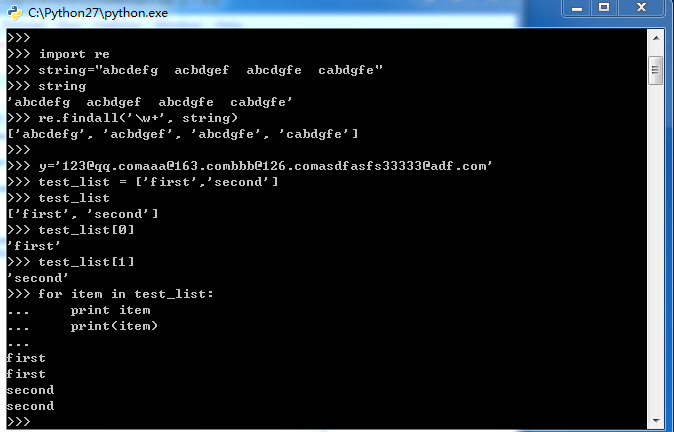 C:\Python27\python.exe
>>>
>>> import re
>>> string="abcdefg  acbdgef  abcdgfe  cabdgfe"
>>> string
'abcdefg  acbdgef  abcdgfe  cabdgfe'
>>> re.findall('\w+', string)
['abcdefg', 'acbdgef', 'abcdgfe', 'cabdgfe']
>>>
>>> y='123@qq.comaaa@163.combbb@126.comasdfasfs33333@adf.com'
>>> test_list = ['first','second']
>>> test_list
['first', 'second']
>>> test_list[0]
'first'
>>> test_list[1]
'second'
>>> for item in test_list:
...     print item
...     print(item)
...
first
first
second
second
>>>